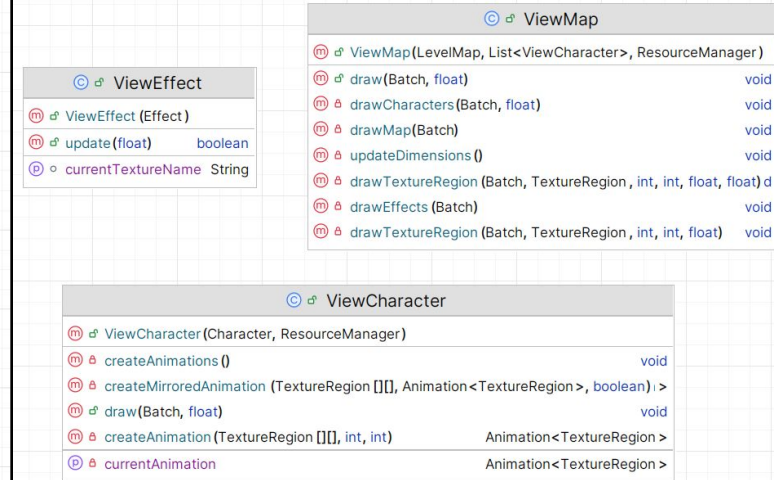 ViewMap
ViewMap(LevelMap, List<ViewCharacter>, ResourceManager)
draw(Batch, float) void
drawCharacters(Batch, float) void
drawMap(Batch) void
updateDimensions() void
drawTextureRegion(Batch, TextureRegion, int, int, float, float) d
drawEffects(Batch) void
drawTextureRegion(Batch, TextureRegion, int, int, float) void
ViewEffect
ViewEffect(Effect)
update(float) boolean
currentTextureName String
ViewCharacter
ViewCharacter(Character, ResourceManager)
createAnimations() void
createMirroredAnimation(TextureRegion[][], Animation<TextureRegion>, boolean) >
draw(Batch, float) void
createAnimation(TextureRegion[][], int, int) Animation<TextureRegion>
currentAnimation Animation<TextureRegion>